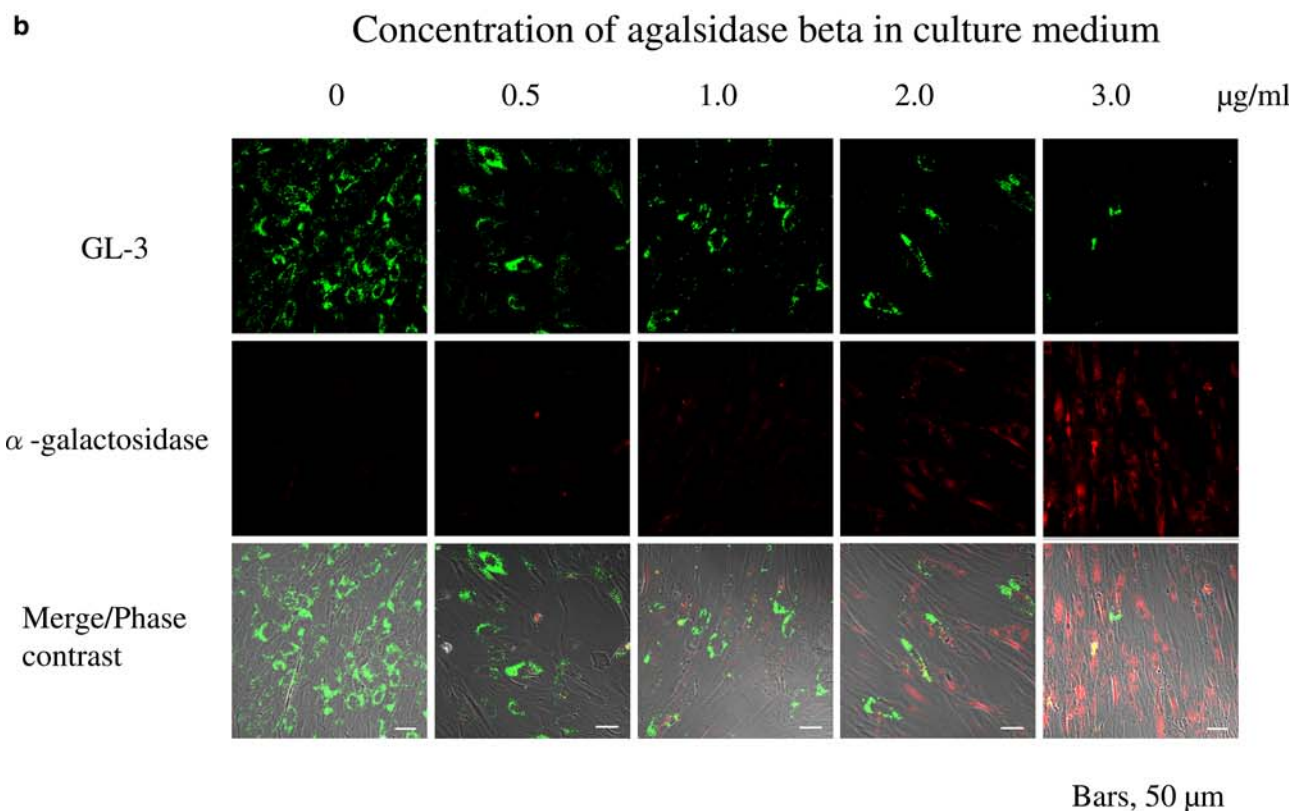 b
Concentration of agalsidase beta in culture medium
0 0.5 1.0 2.0 3.0 µg/ml
GL-3
α -galactosidase
Merge/Phase
contrast
Bars, 50 µm